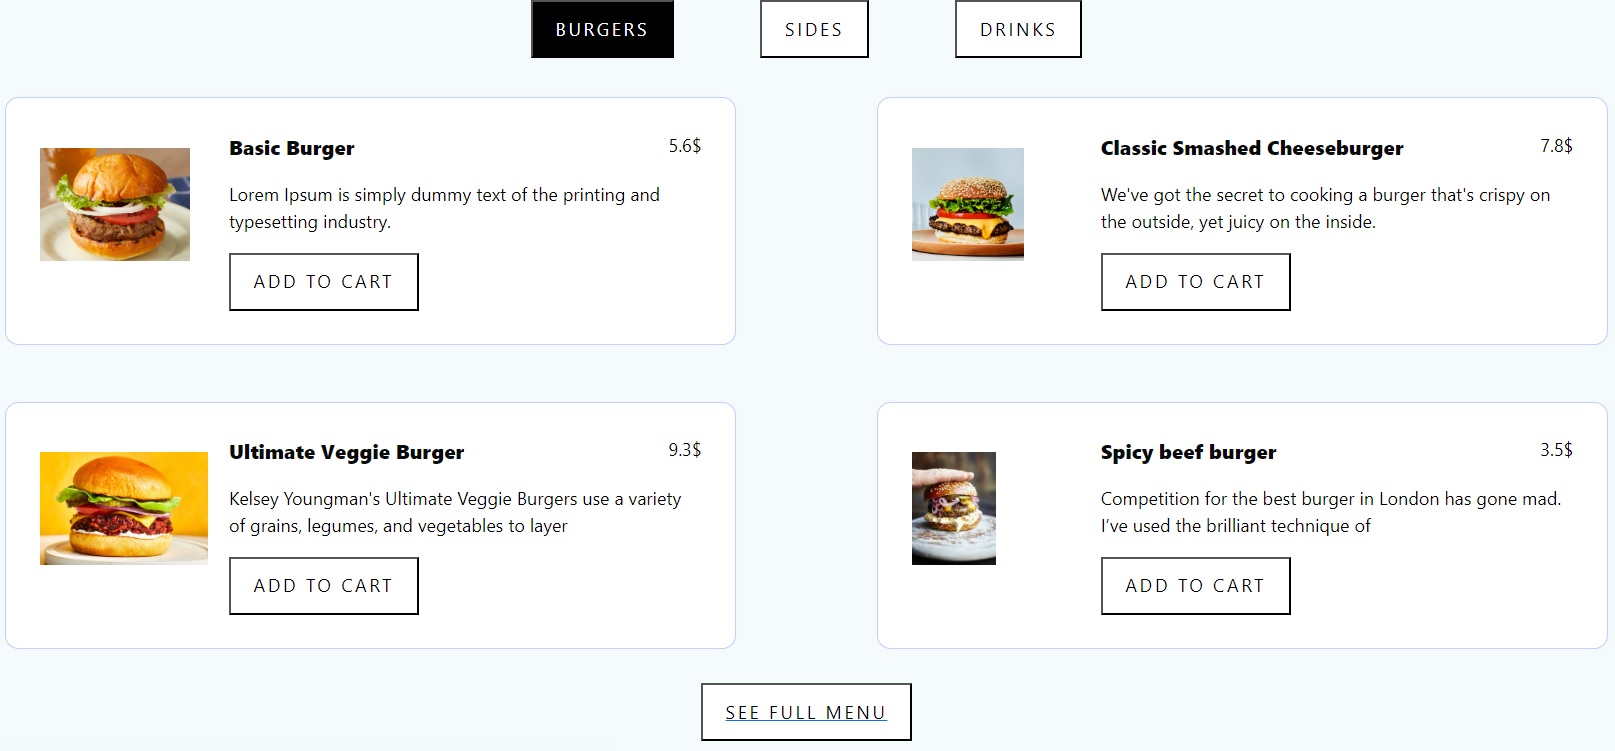 BURGERS
SIDES
DRINKS
Basic Burger
5.6$
Lorem Ipsum is simply dummy text of the printing and
typesetting industry.
ADD TO CART
Classic Smashed Cheeseburger
7.8$
We've got the secret to cooking a burger that's crispy on
the outside, yet juicy on the inside.
ADD TO CART
Ultimate Veggie Burger
9.3$
Kelsey Youngman's Ultimate Veggie Burgers use a variety
of grains, legumes, and vegetables to layer
ADD TO CART
Spicy beef burger
3.5$
Competition for the best burger in London has gone mad.
I’ve used the brilliant technique of
ADD TO CART
SEE FULL MENU